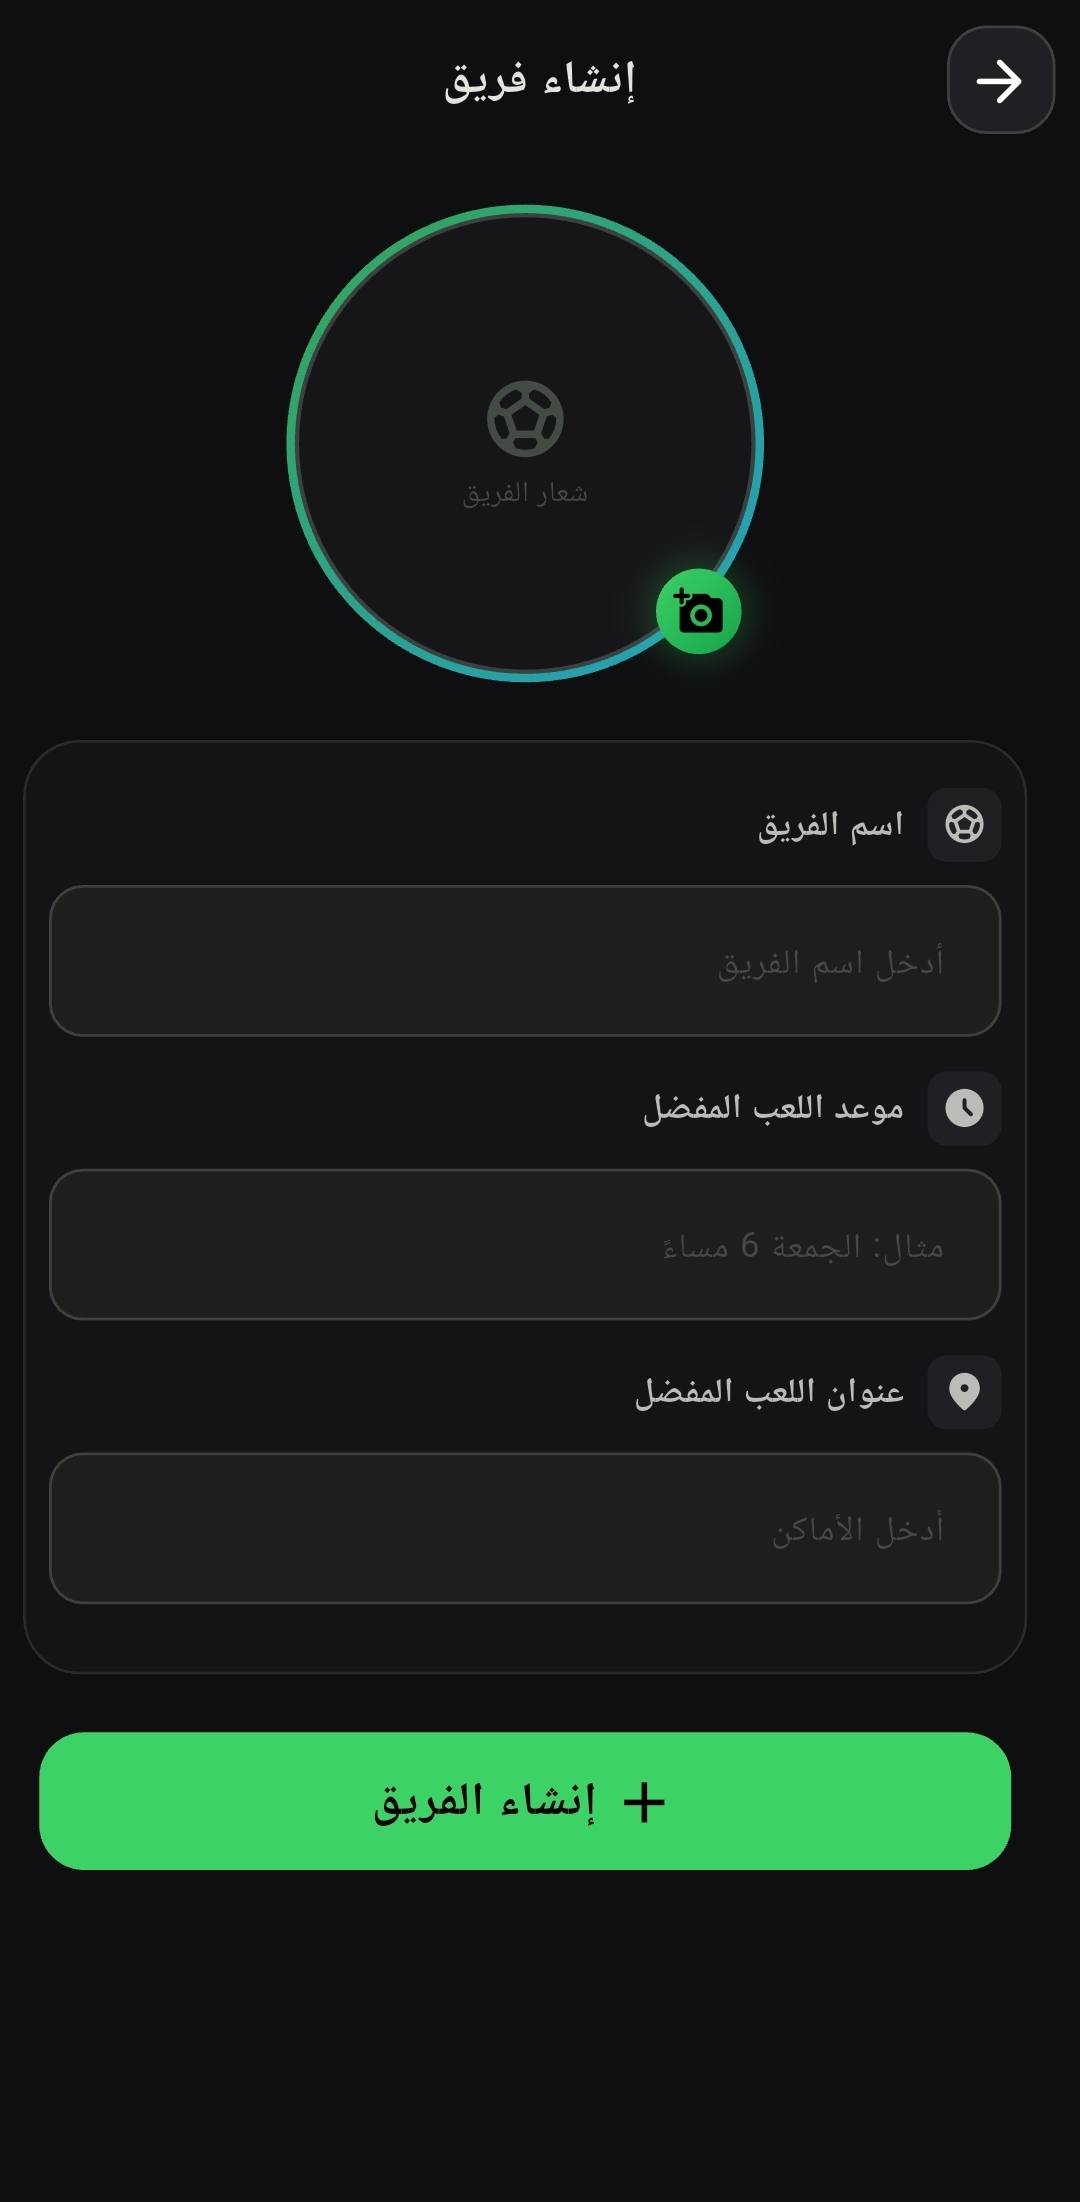 إنشاء فريق
شعار الفريق
اسم الفريق
أدخل اسم الفريق
موعد اللعب المفضل
مثال: الجمعة 6 مساءً
عنوان اللعب المفضل
أدخل الأماكن
إنشاء الفريق